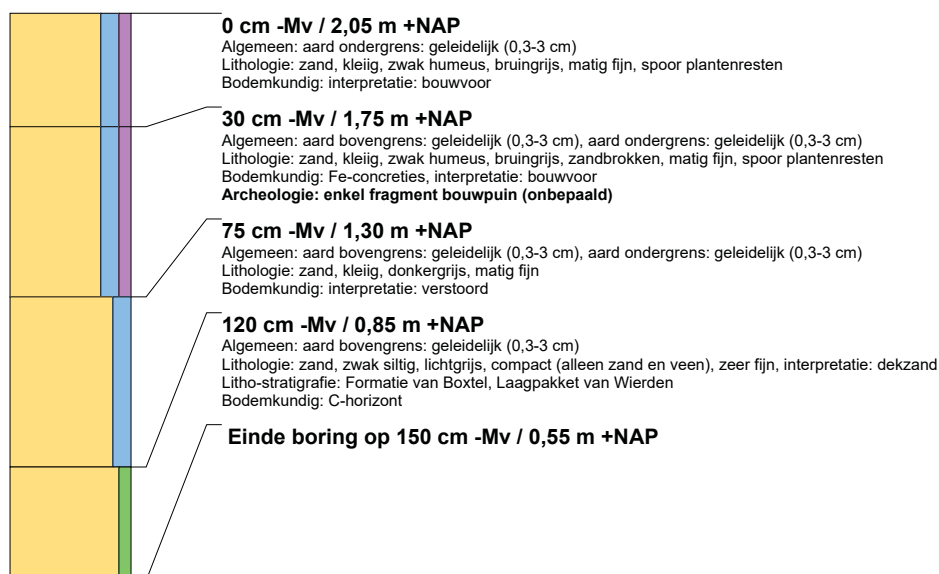 0 cm -Mv / 2,05 m +NAP
Algemeen: aard ondergrens: geleidelijk (0,3-3 cm)
Lithologie: zand, kleiig, zwak humeus, bruingrijs, matig fijn, spoor plantenresten
Bodemkundig: interpretatie: bouwvoor
30 cm -Mv / 1,75 m +NAP
Algemeen: aard bovengrens: geleidelijk (0,3-3 cm), aard ondergrens: geleidelijk (0,3-3 cm)
Lithologie: zand, kleiig, zwak humeus, bruingrijs, zandbrokken, matig fijn, spoor plantenresten
Bodemkundig: Fe-concreties, interpretatie: bouwvoor
Archeologie: enkel fragment bouwpuin (onbepaald)
75 cm -Mv / 1,30 m +NAP
Algemeen: aard bovengrens: geleidelijk (0,3-3 cm), aard ondergrens: geleidelijk (0,3-3 cm)
Lithologie: zand, kleiig, donkergrijs, matig fijn
Bodemkundig: interpretatie: verstoord
120 cm -Mv / 0,85 m +NAP
Algemeen: aard bovengrens: geleidelijk (0,3-3 cm)
Lithologie: zand, zwak siltig, lichtgrijs, compact (alleen zand en veen), zeer fijn, interpretatie: dekzand
Litho-stratigrafie: Formatie van Boxtel, Laagpakket van Wierden
Bodemkundig: C-horizont
Einde boring op 150 cm -Mv / 0,55 m +NAP